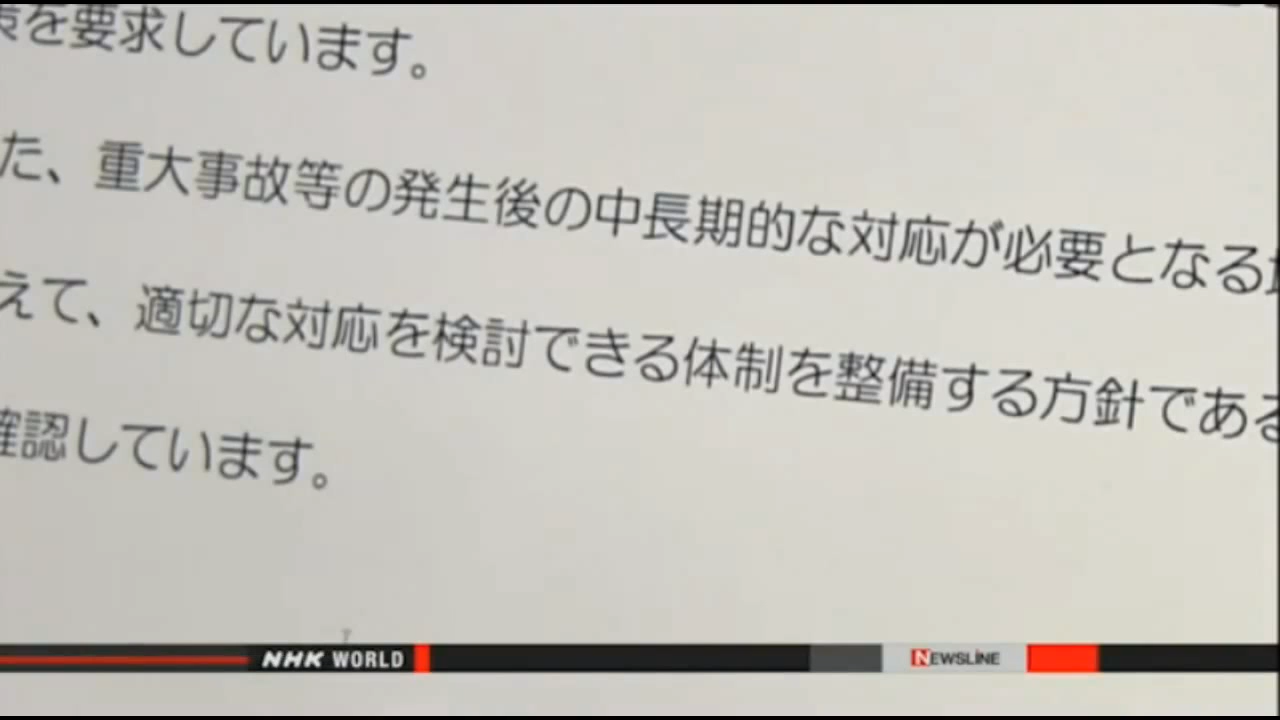 を要求しています。
た、重大事故等の発生後の中長期的な対応が必要となる
えて、適切な対応を検討できる体制を整備する方針である
確認しています。
NHK WORLD
NEWSLINE